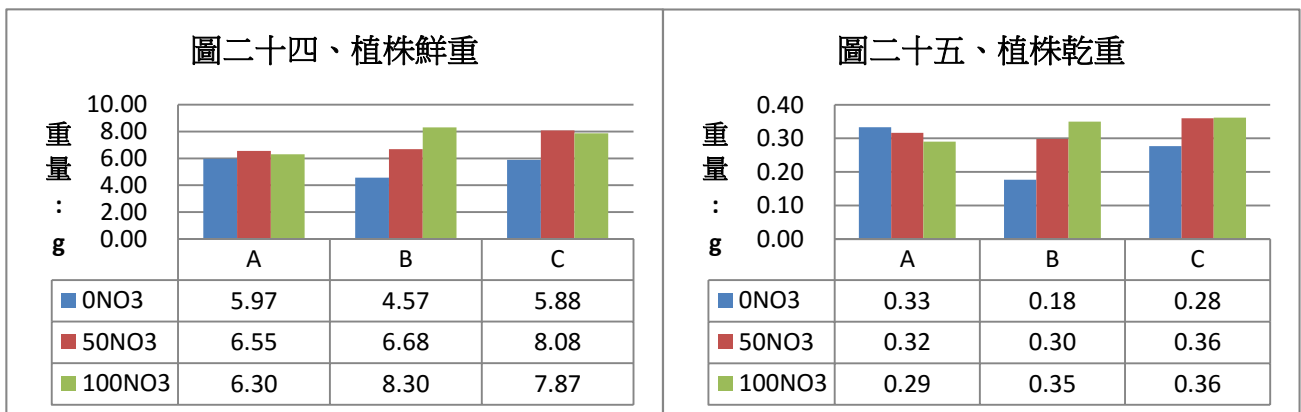 圖二十四、植株鮮重
重量：g
10.00
8.00
6.00
4.00
2.00
0.00
A B C
0NO3 5.97 4.57 5.88
50NO3 6.55 6.68 8.08
100NO3 6.30 8.30 7.87
圖二十五、植株乾重
重量：g
0.40
0.30
0.20
0.10
0.00
A B C
0NO3 0.33 0.18 0.28
50NO3 0.32 0.30 0.36
100NO3 0.29 0.35 0.36